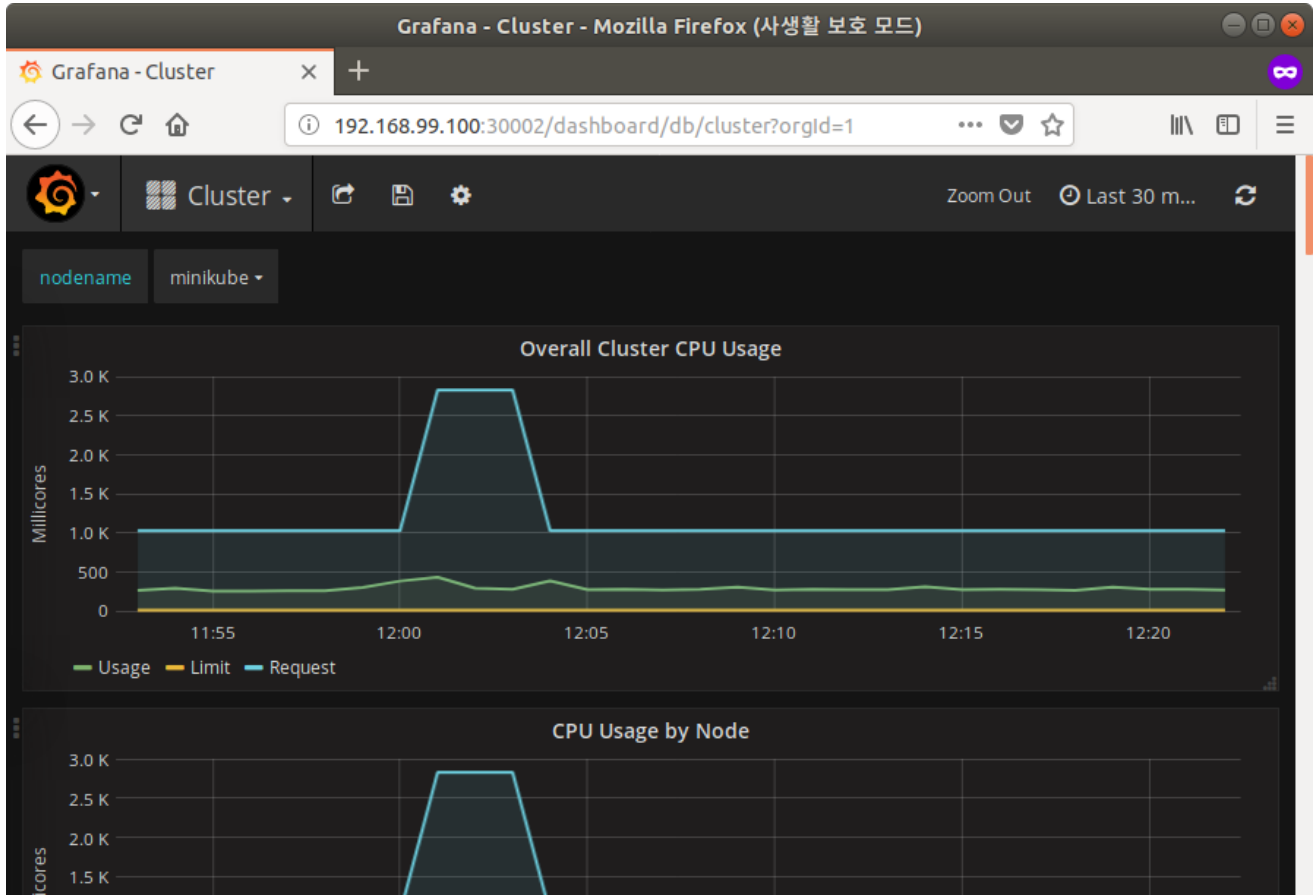 Grafana - Cluster - Mozilla Firefox (사생활 보호 모드)
Grafana - Cluster
192.168.99.100:30002/dashboard/db/cluster?orgId=1
Cluster
Zoom Out
Last 30 m...
nodename
minikube
Overall Cluster CPU Usage
Millicores
3.0 K
2.5 K
2.0 K
1.5 K
1.0 K
500
0
11:55 12:00 12:05 12:10 12:15 12:20
Usage Limit Request
CPU Usage by Node
3.0 K
2.5 K
2.0 K
1.5 K